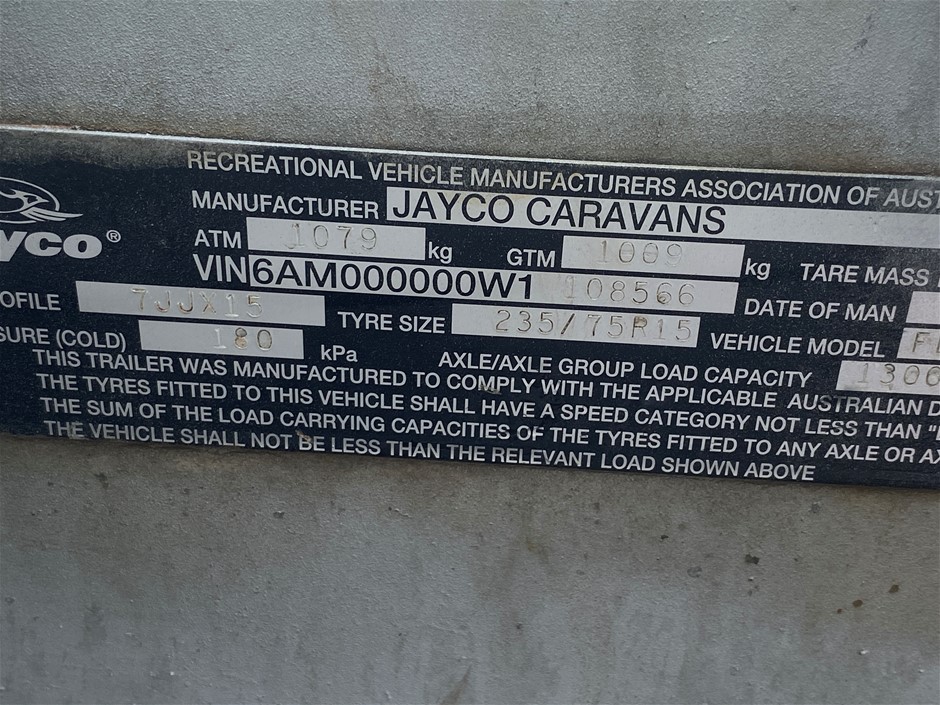 RECREATIONAL VEHICLE MANUFACTURERS ASSOCIATION OF AUST
yco®
MANUFACTURER JAYCO CARAVANS
ATM 1079 kg GTM 1009 kg TARE MASS
VIN 6AM000000W1 108566 DATE OF MAN
OFILE 7JJX15 TYRE SIZE 235/75R15 VEHICLE MODEL
SURE (COLD) 180 kPa AXLE/AXLE GROUP LOAD CAPACITY 1300
THIS TRAILER WAS MANUFACTURED TO COMPLY WITH THE APPLICABLE AUSTRALIAN D
THE TYRES FITTED TO THIS VEHICLE SHALL HAVE A SPEED CATEGORY NOT LESS THAN "
THE SUM OF THE LOAD CARRYING CAPACITIES OF THE TYRES FITTED TO ANY AXLE OR AX
THE VEHICLE SHALL NOT BE LESS THAN THE RELEVANT LOAD SHOWN ABOVE